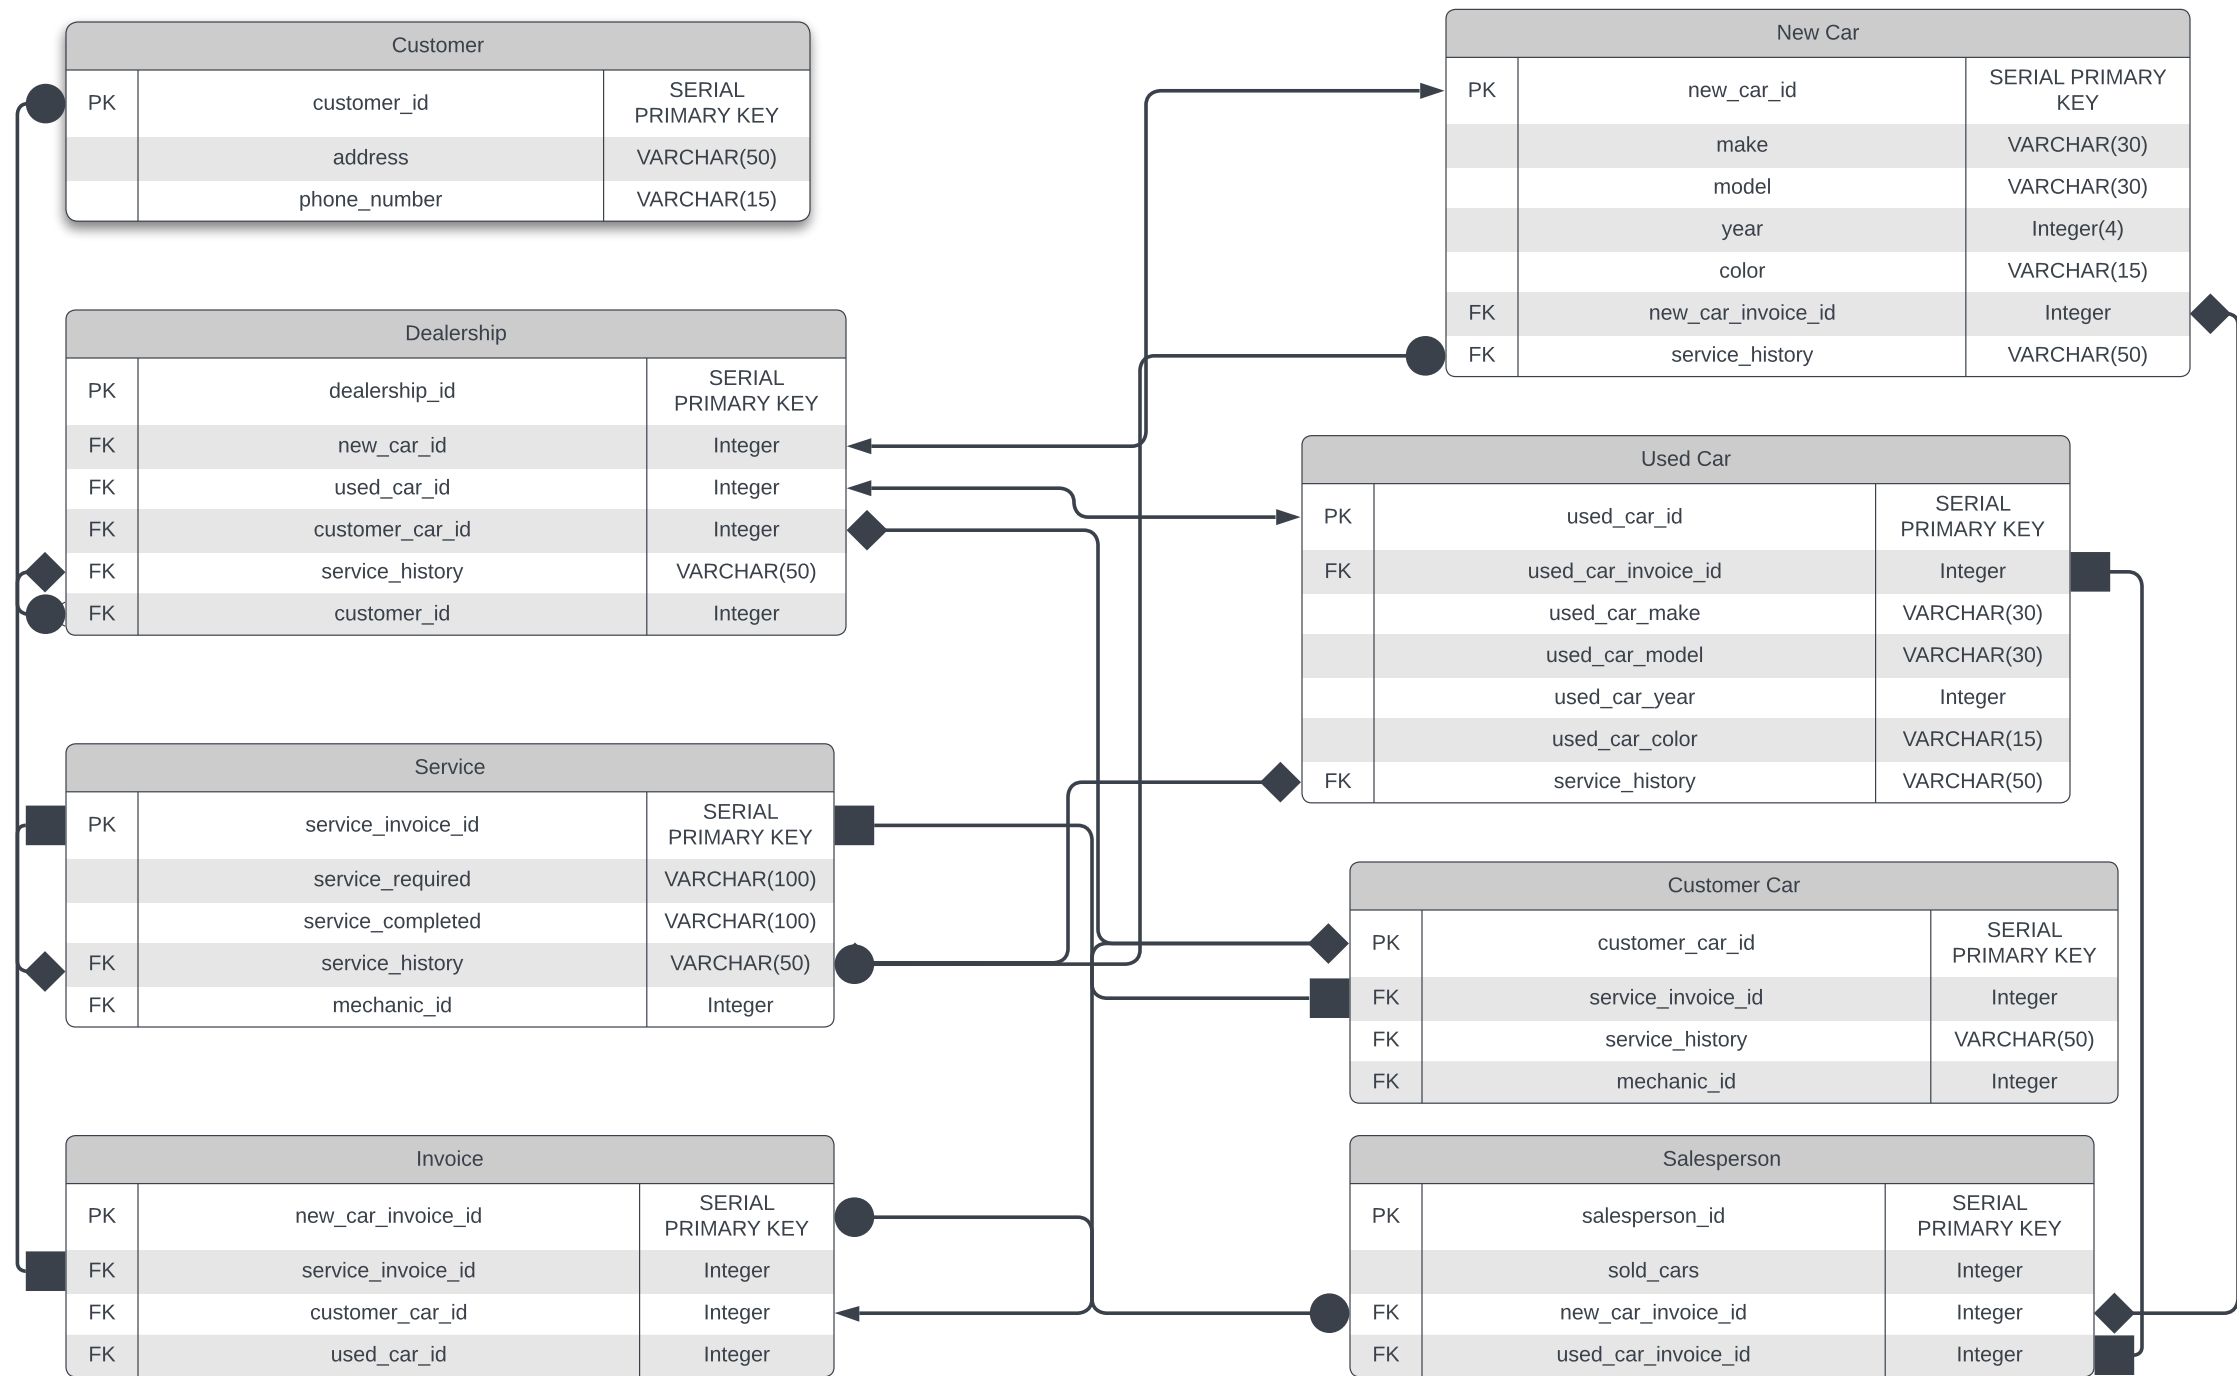 Customer
PK customer_id SERIAL PRIMARY KEY
address VARCHAR(50)
phone_number VARCHAR(15)
Dealership
PK dealership_id SERIAL PRIMARY KEY
FK new_car_id Integer
FK used_car_id Integer
FK customer_car_id Integer
FK service_history VARCHAR(50)
FK customer_id Integer
Service
PK service_invoice_id SERIAL PRIMARY KEY
service_required VARCHAR(100)
service_completed VARCHAR(100)
FK service_history VARCHAR(50)
FK mechanic_id Integer
Invoice
PK new_car_invoice_id SERIAL PRIMARY KEY
FK service_invoice_id Integer
FK customer_car_id Integer
FK used_car_id Integer
New Car
PK new_car_id SERIAL PRIMARY KEY
make VARCHAR(30)
model VARCHAR(30)
year Integer(4)
color VARCHAR(15)
FK new_car_invoice_id Integer
FK service_history VARCHAR(50)
Used Car
PK used_car_id SERIAL PRIMARY KEY
FK used_car_invoice_id Integer
used_car_make VARCHAR(30)
used_car_model VARCHAR(30)
used_car_year Integer
used_car_color VARCHAR(15)
FK service_history VARCHAR(50)
Customer Car
PK customer_car_id SERIAL PRIMARY KEY
FK service_invoice_id Integer
FK service_history VARCHAR(50)
FK mechanic_id Integer
Salesperson
PK salesperson_id SERIAL PRIMARY KEY
sold_cars Integer
FK new_car_invoice_id Integer
FK used_car_invoice_id Integer